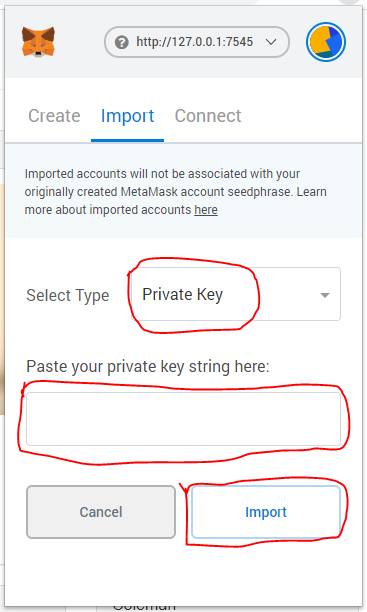 http://127.0.0.1:7545
Create Import Connect
Imported accounts will not be associated with your
originally created MetaMask account seedphrase. Learn
more about imported accounts here
Select Type Private Key
Paste your private key string here:
Cancel Import